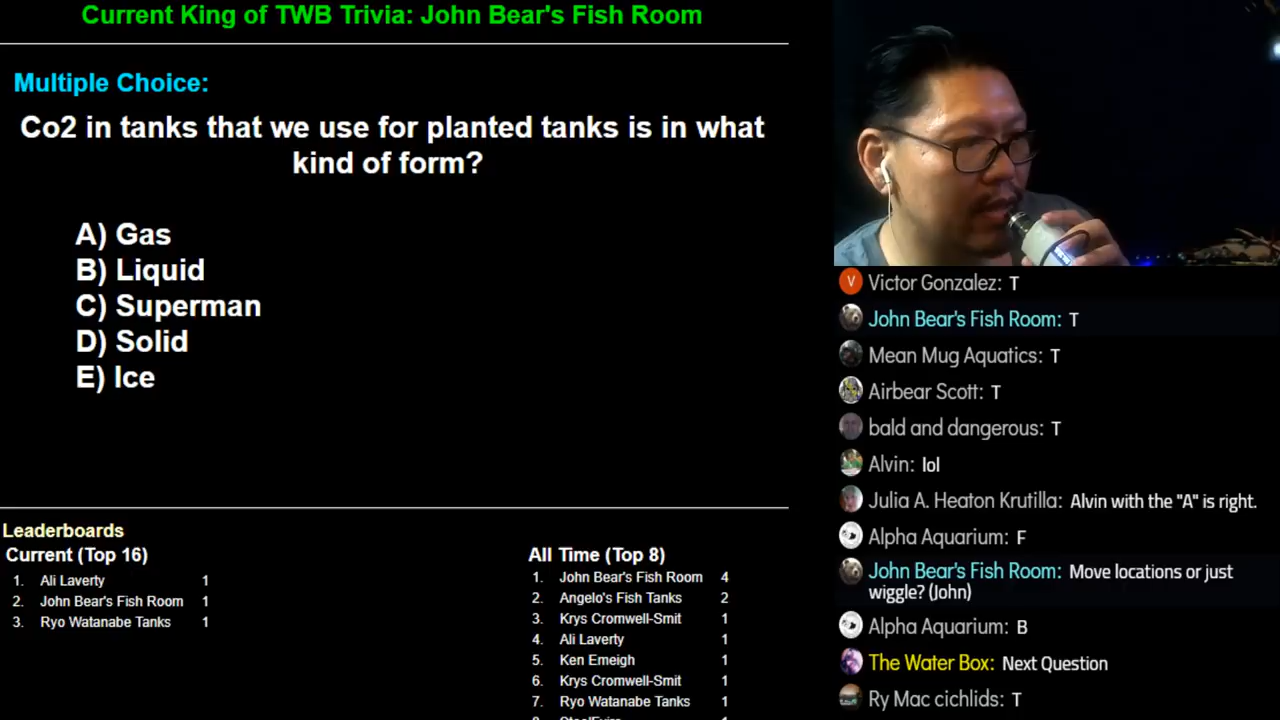 Current King of TWB Trivia: John Bear's Fish Room
Multiple Choice:
Co2 in tanks that we use for planted tanks is in what
kind of form?
A) Gas
B) Liquid
C) Superman
D) Solid
E) Ice
Leaderboards
Current (Top 16)
1. Ali Laverty 1
2. John Bear's Fish Room 1
3. Ryo Watanabe Tanks 1
All Time (Top 8)
1. John Bear's Fish Room 4
2. Angelo's Fish Tanks 2
3. Krys Cromwell-Smit 1
4. Ali Laverty 1
5. Ken Emeigh 1
6. Krys Cromwell-Smit 1
7. Ryo Watanabe Tanks 1
V Victor Gonzalez: T
John Bear's Fish Room: T
Mean Mug Aquatics: T
Airbear Scott: T
bald and dangerous: T
Alvin: lol
Julia A. Heaton Krutilla: Alvin with the "A" is right.
Alpha Aquarium: F
John Bear's Fish Room: Move locations or just
wiggle? (John)
Alpha Aquarium: B
The Water Box: Next Question
Ry Mac cichlids: T